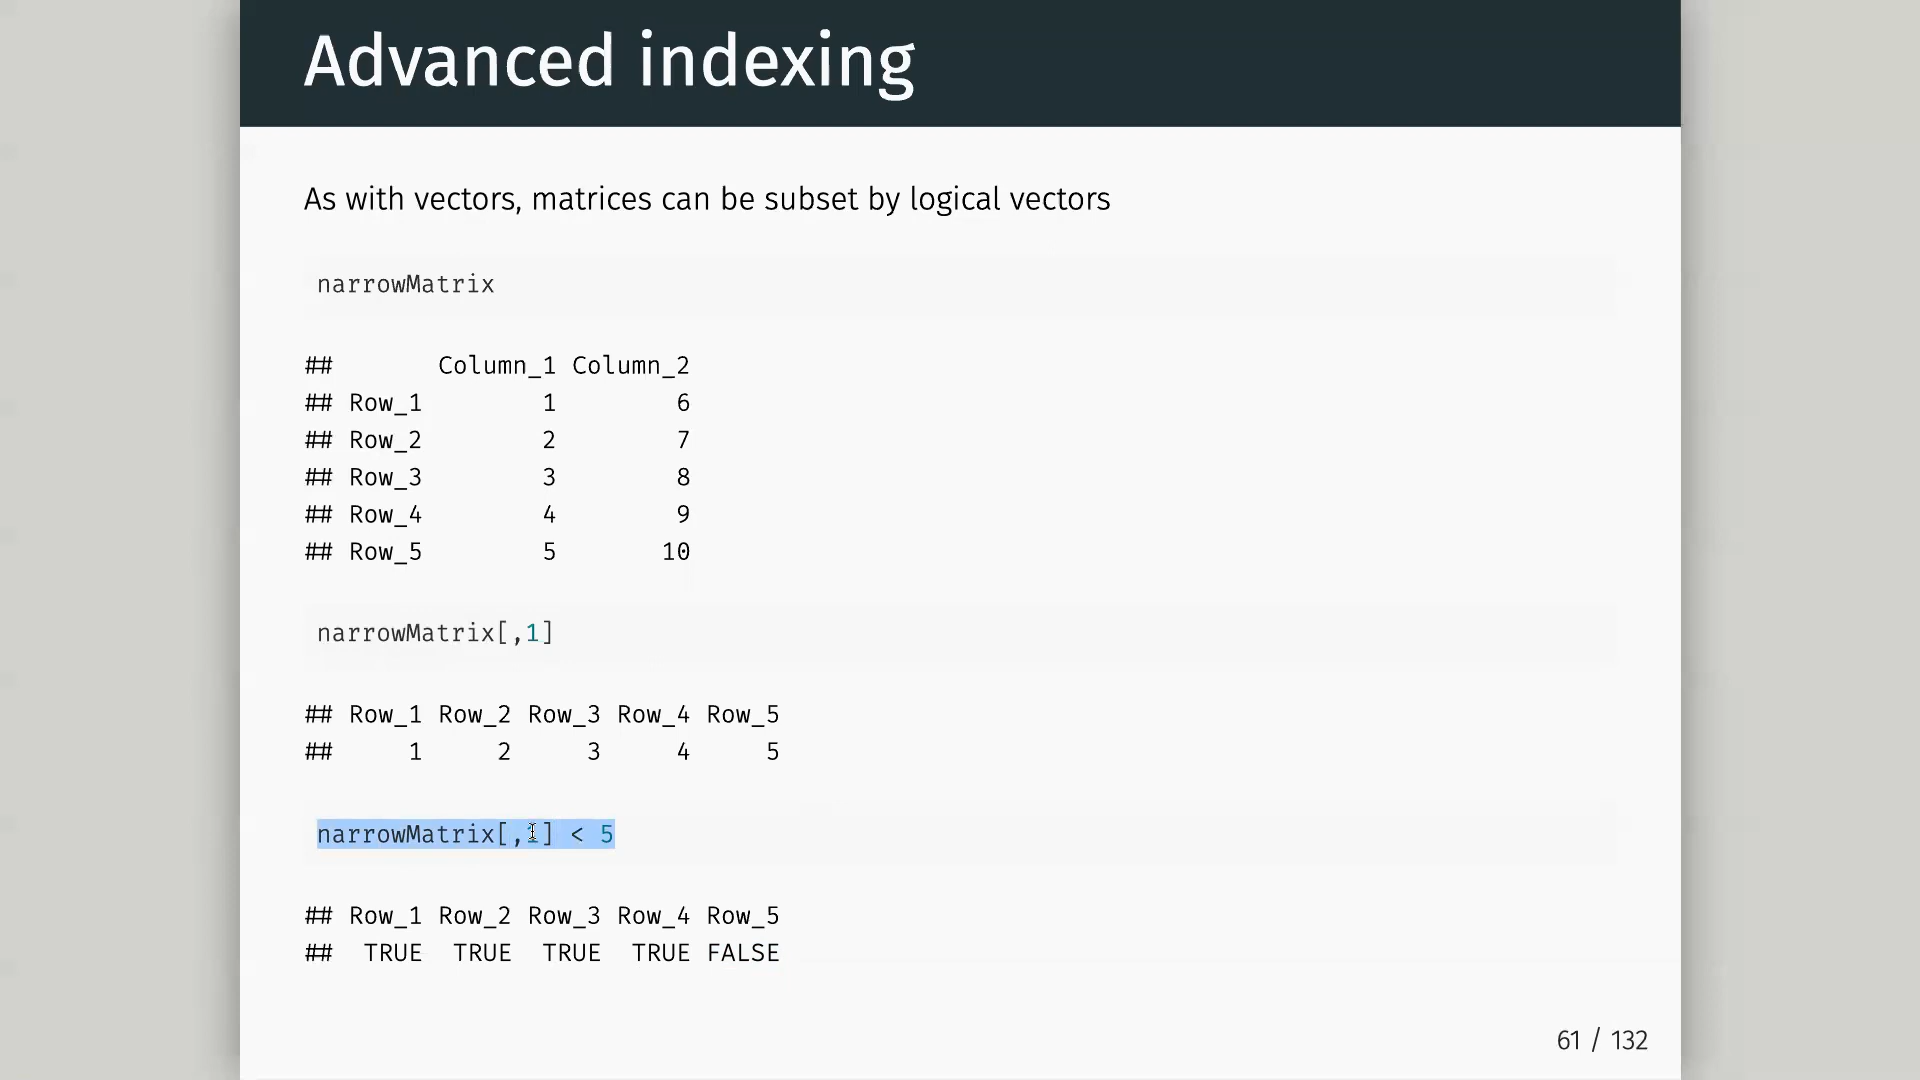 Advanced indexing
As with vectors, matrices can be subset by logical vectors
narrowMatrix
##       Column_1 Column_2
## Row_1        1        6
## Row_2        2        7
## Row_3        3        8
## Row_4        4        9
## Row_5        5       10
narrowMatrix[,1]
## Row_1 Row_2 Row_3 Row_4 Row_5
##     1     2     3     4     5
narrowMatrix[,1] < 5
## Row_1 Row_2 Row_3 Row_4 Row_5
##  TRUE  TRUE  TRUE  TRUE FALSE
61 / 132